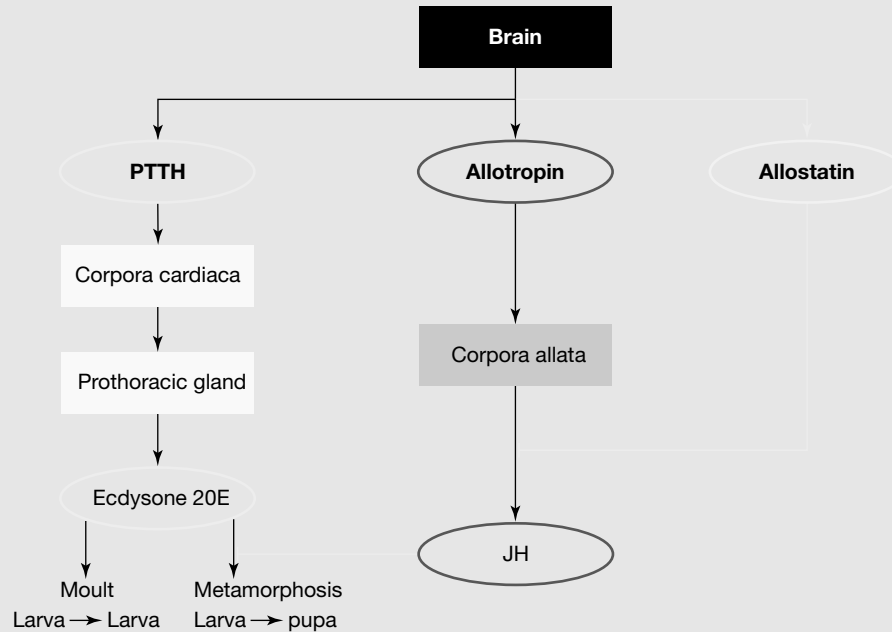 Brain
PTTH
Allotropin
Allostatin
Corpora cardiaca
Corpora allata
Prothoracic gland
Ecdysone 20E
JH
Moult
Larva → Larva
Metamorphosis
Larva → pupa